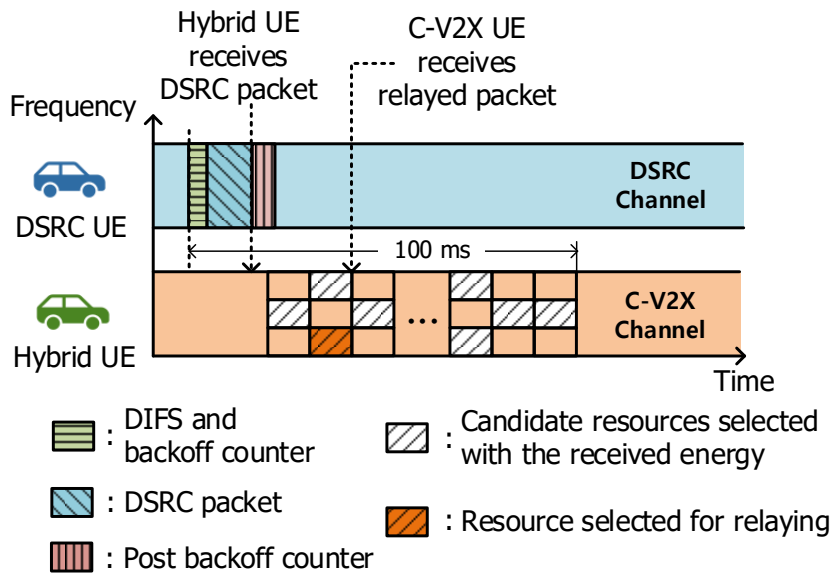 Hybrid UE
receives
DSRC packet
C-V2X UE
receives
relayed packet
Frequency
DSRC UE
DSRC
Channel
100 ms
Hybrid UE
...
C-V2X
Channel
Time
: DIFS and
backoff counter
: DSRC packet
: Post backoff counter
: Candidate resources selected
with the received energy
: Resource selected for relaying